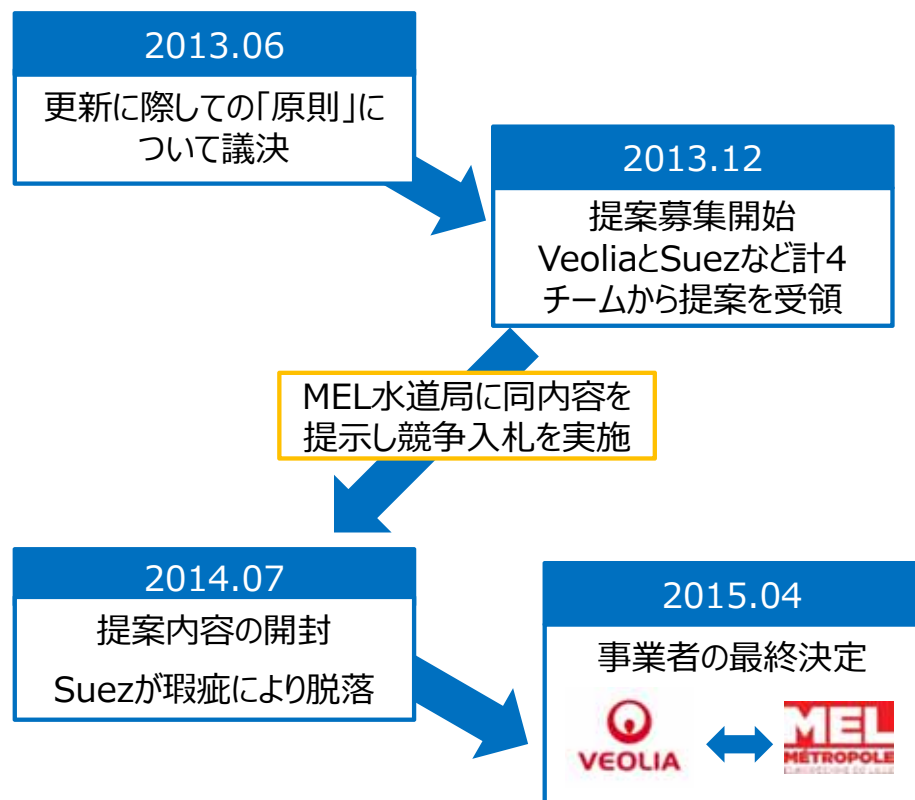 2013.06
更新に際しての「原則」に
ついて議決
2013.12
提案募集開始
VeoliaとSuezなど計4
チームから提案を受領
MEL水道局に同内容を
提示し競争入札を実施
2014.07
提案内容の開封
Suezが瑕疵により脱落
2015.04
事業者の最終決定
VEOLIA
MEL
MÉTROPOLE
EUROPÉENNE DE LILLE